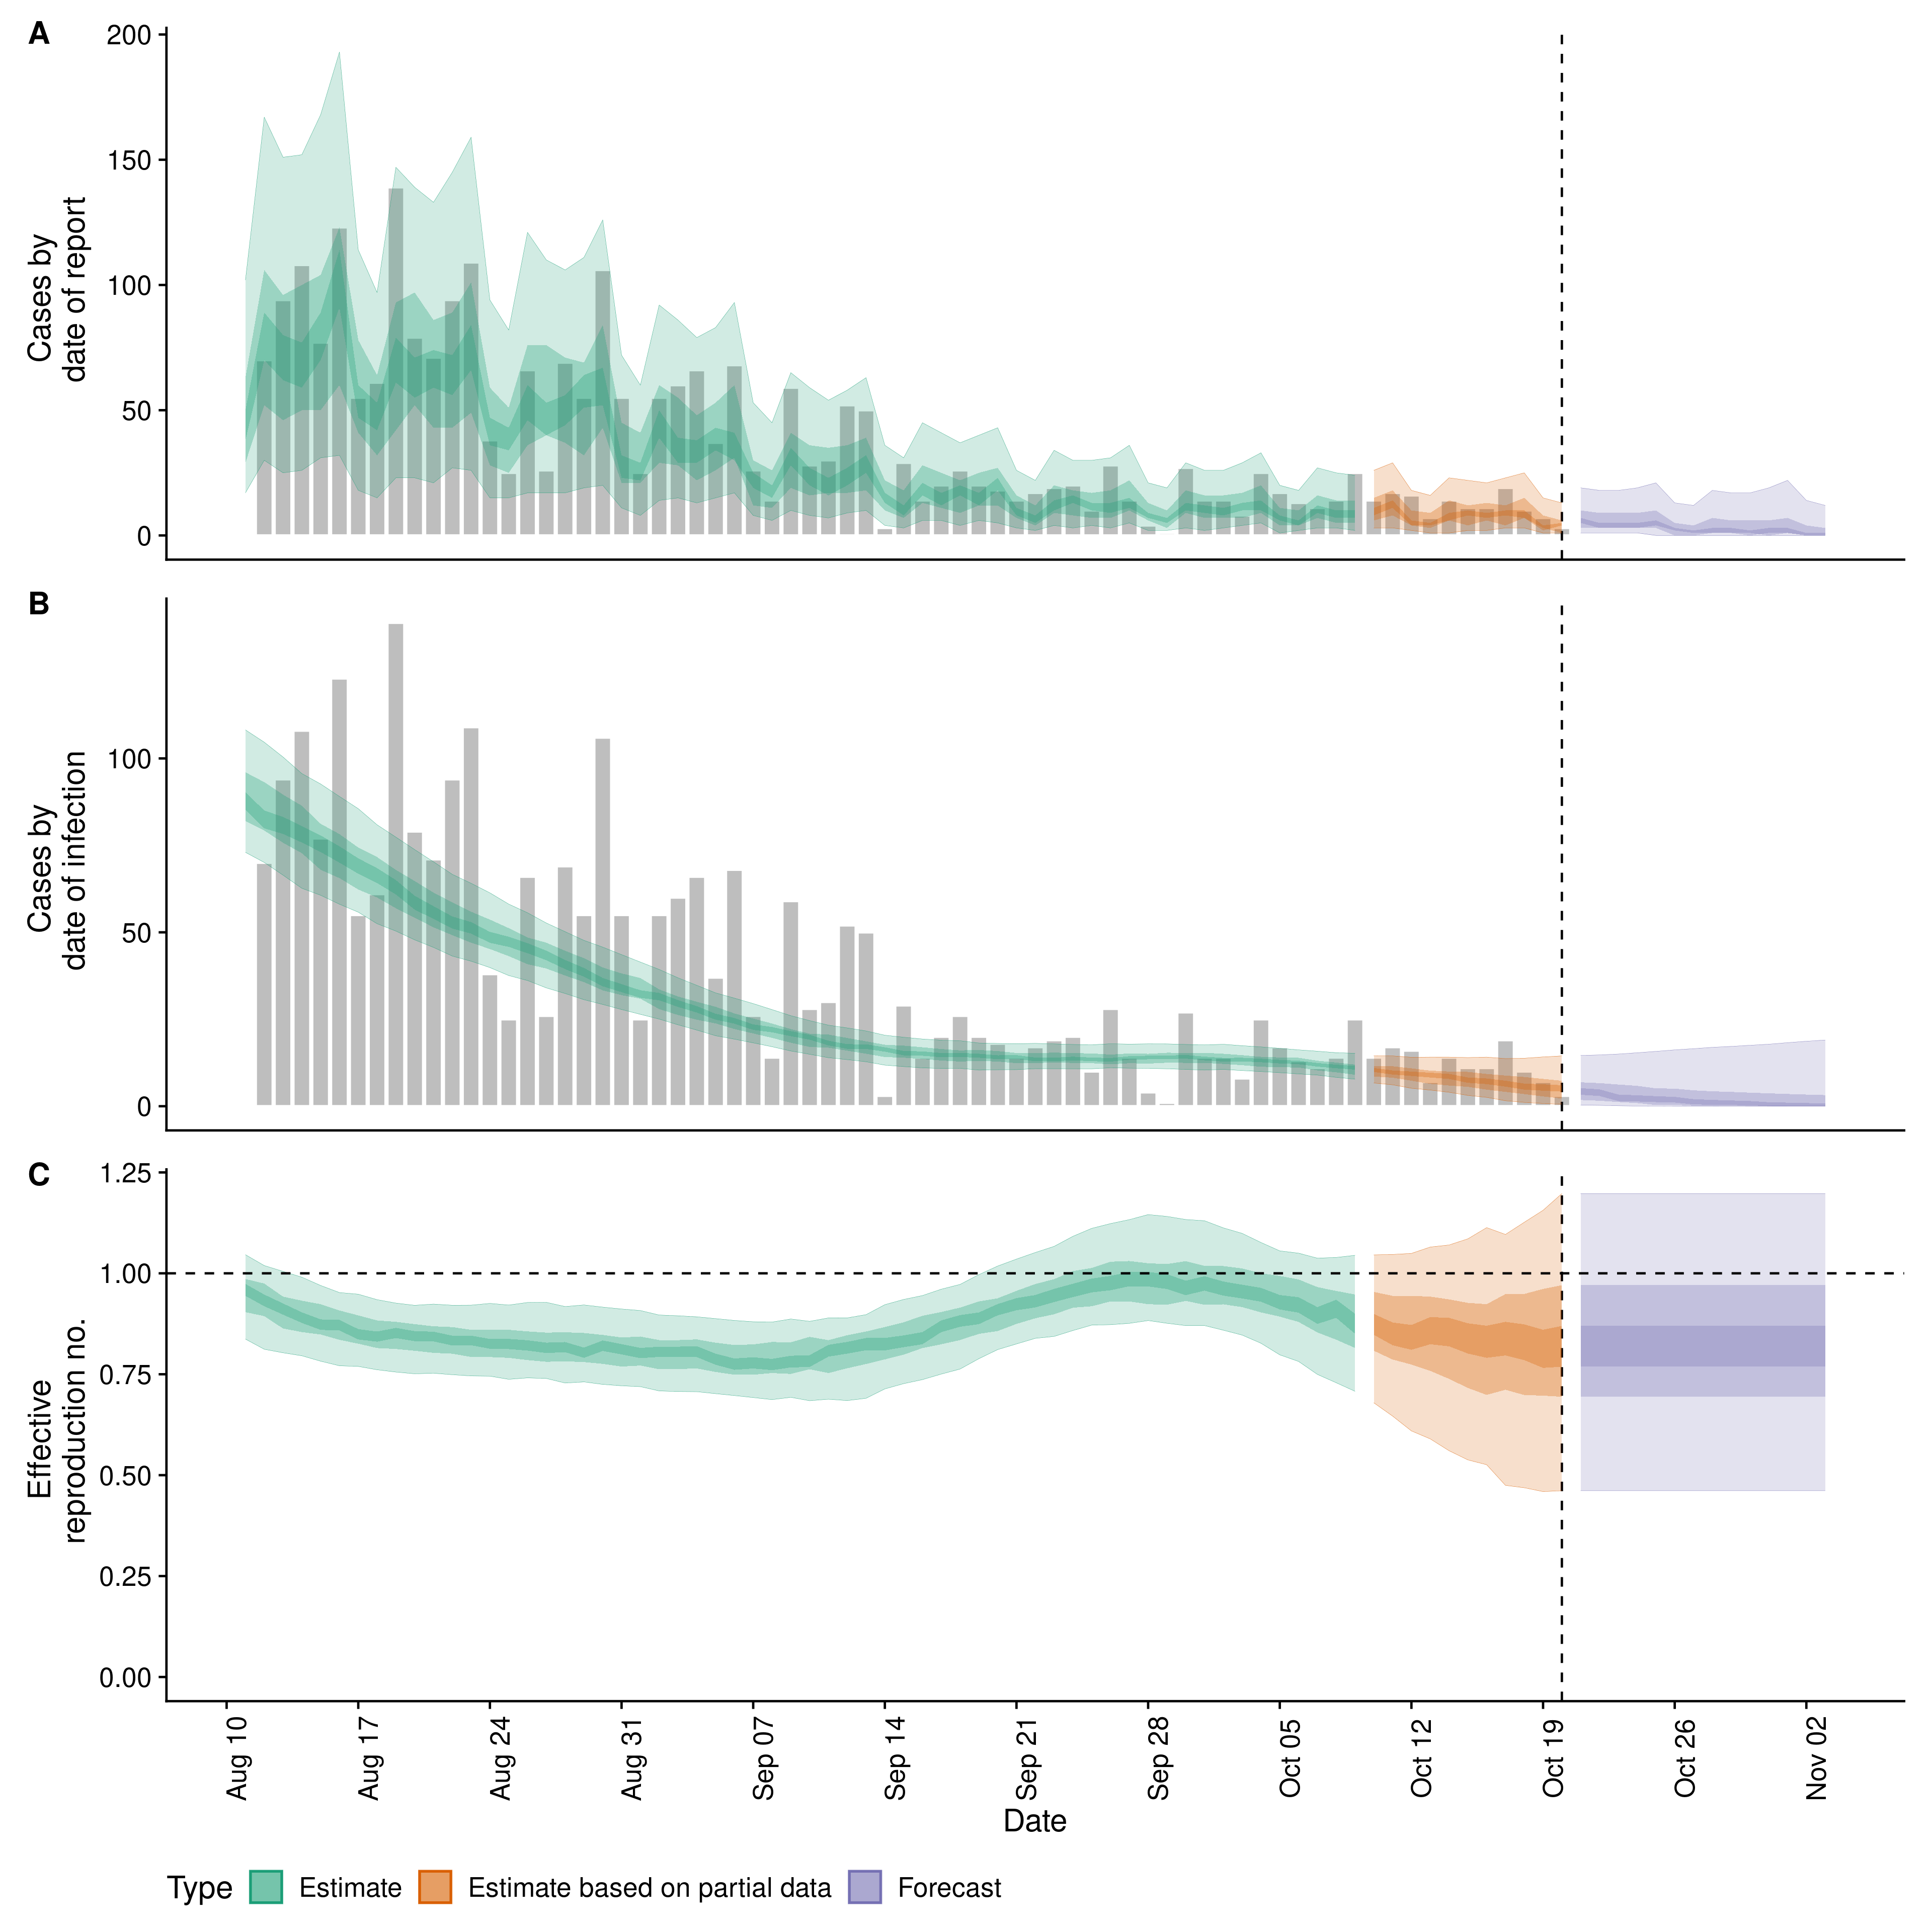 A
Cases by
date of report
200
150
100
50
0
B
Cases by
date of infection
100
50
0
C
Effective
reproduction no.
1.25
1.00
0.75
0.50
0.25
0.00
Aug 10
Aug 17
Aug 24
Aug 31
Sep 07
Sep 14
Sep 21
Sep 28
Oct 05
Oct 12
Oct 19
Oct 26
Nov 02
Date
Type Estimate Estimate based on partial data Forecast